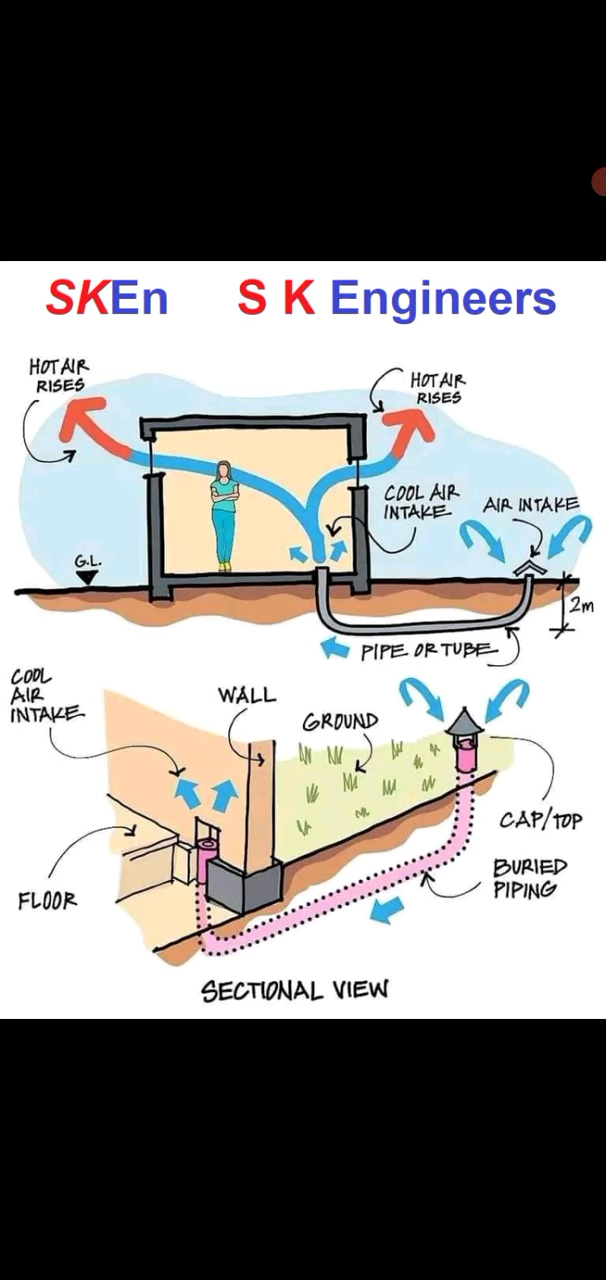 SKEn S K Engineers
HOT AIR
RISES
HOT AIR
RISES
COOL AIR
INTAKE
AIR INTAKE
G.L.
2m
PIPE OR TUBE
COOL
AIR
INTAKE
WALL
GROUND
CAP/TOP
BURIED
PIPING
FLOOR
SECTIONAL VIEW